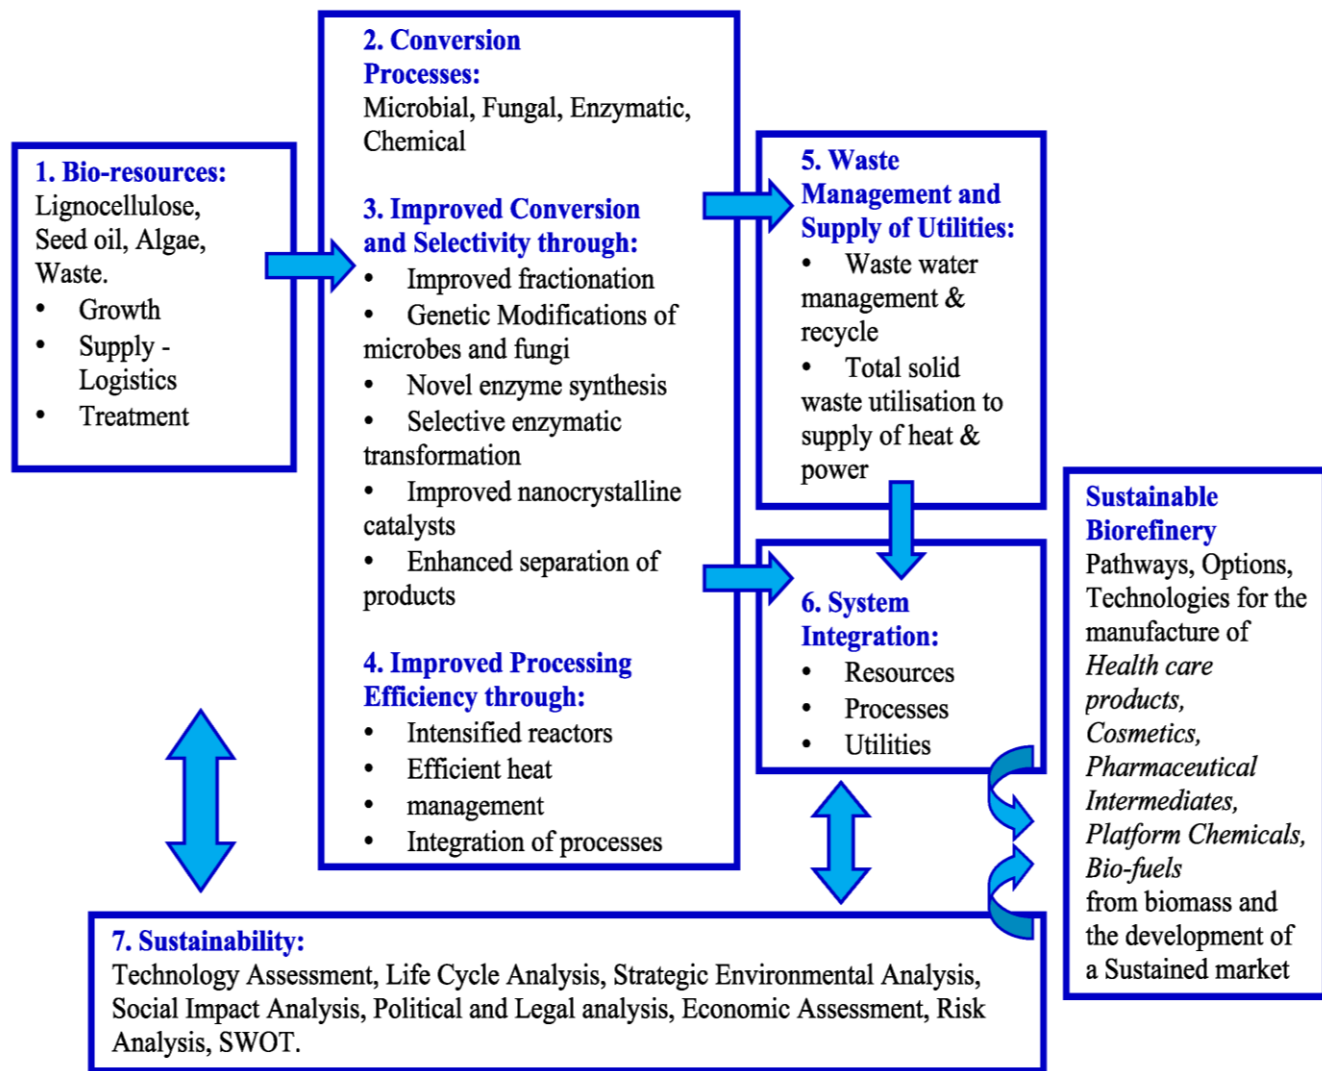 1. Bio-resources:
Lignocellulose,
Seed oil, Algae,
Waste.
• Growth
• Supply -
Logistics
• Treatment
2. Conversion
Processes:
Microbial, Fungal, Enzymatic,
Chemical
3. Improved Conversion
and Selectivity through:
• Improved fractionation
• Genetic Modifications of
microbes and fungi
• Novel enzyme synthesis
• Selective enzymatic
transformation
• Improved nanocrystalline
catalysts
• Enhanced separation of
products
4. Improved Processing
Efficiency through:
• Intensified reactors
• Efficient heat
• management
• Integration of processes
5. Waste
Management and
Supply of Utilities:
• Waste water
management &
recycle
• Total solid
waste utilisation to
supply of heat &
power
6. System
Integration:
• Resources
• Processes
• Utilities
7. Sustainability:
Technology Assessment, Life Cycle Analysis, Strategic Environmental Analysis,
Social Impact Analysis, Political and Legal analysis, Economic Assessment, Risk
Analysis, SWOT.
Sustainable
Biorefinery
Pathways, Options,
Technologies for the
manufacture of
Health care
products,
Cosmetics,
Pharmaceutical
Intermediates,
Platform Chemicals,
Bio-fuels
from biomass and
the development of
a Sustained market